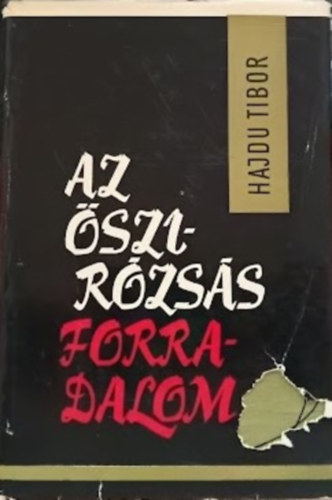 HAJDU TIBOR
AZ
ŐSZI-
RÓZSÁS
FORRA-
DALOM